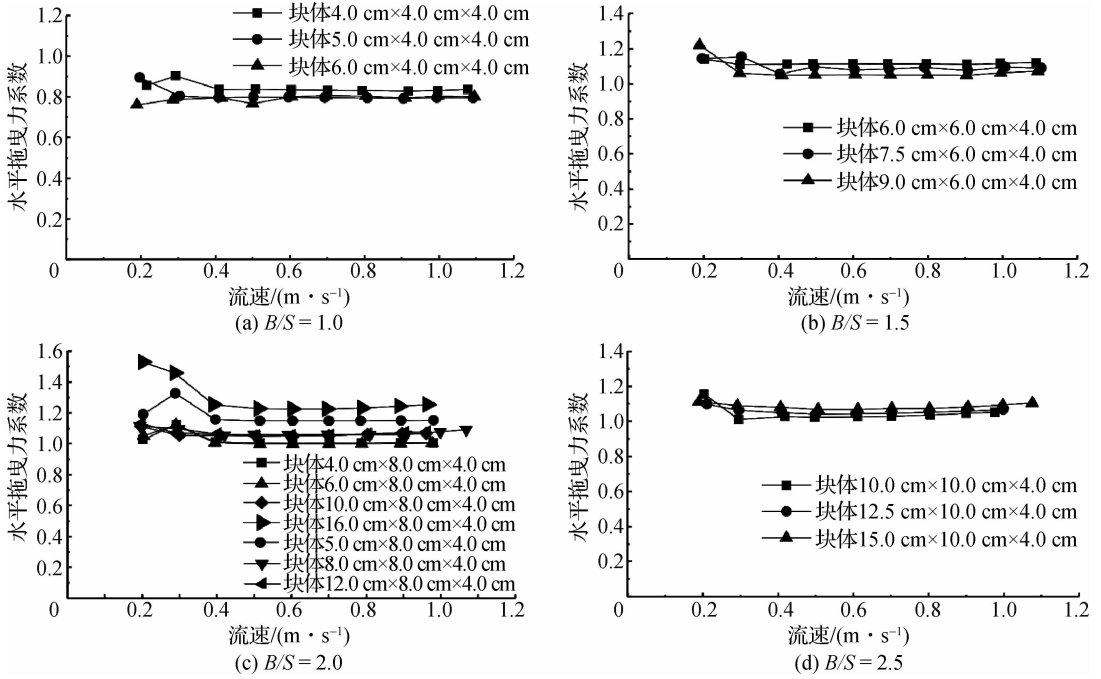 块体4.0 cm×4.0 cm×4.0 cm
块体5.0 cm×4.0 cm×4.0 cm
块体6.0 cm×4.0 cm×4.0 cm
水平拖曳力系数
1.2
1.0
0.8
0.6
0.4
0.2
0
0.2 0.4 0.6 0.8 1.0 1.2
流速/(m·s⁻¹)
(a) B/S = 1.0
块体6.0 cm×6.0 cm×4.0 cm
块体7.5 cm×6.0 cm×4.0 cm
块体9.0 cm×6.0 cm×4.0 cm
水平拖曳力系数
1.4
1.2
1.0
0.8
0.6
0.4
0.2
0
0.2 0.4 0.6 0.8 1.0 1.2
流速/(m·s⁻¹)
(b) B/S = 1.5
水平拖曳力系数
1.6
1.4
1.2
1.0
0.8
0.6
0.4
0.2
块体4.0 cm×8.0 cm×4.0 cm
块体6.0 cm×8.0 cm×4.0 cm
块体10.0 cm×8.0 cm×4.0 cm
块体16.0 cm×8.0 cm×4.0 cm
块体5.0 cm×8.0 cm×4.0 cm
块体8.0 cm×8.0 cm×4.0 cm
块体12.0 cm×8.0 cm×4.0 cm
0
0.2 0.4 0.6 0.8 1.0 1.2
流速/(m·s⁻¹)
(c) B/S = 2.0
水平拖曳力系数
1.4
1.2
1.0
0.8
0.6
0.4
0.2
块体10.0 cm×10.0 cm×4.0 cm
块体12.5 cm×10.0 cm×4.0 cm
块体15.0 cm×10.0 cm×4.0 cm
0
0.2 0.4 0.6 0.8 1.0 1.2
流速/(m·s⁻¹)
(d) B/S = 2.5